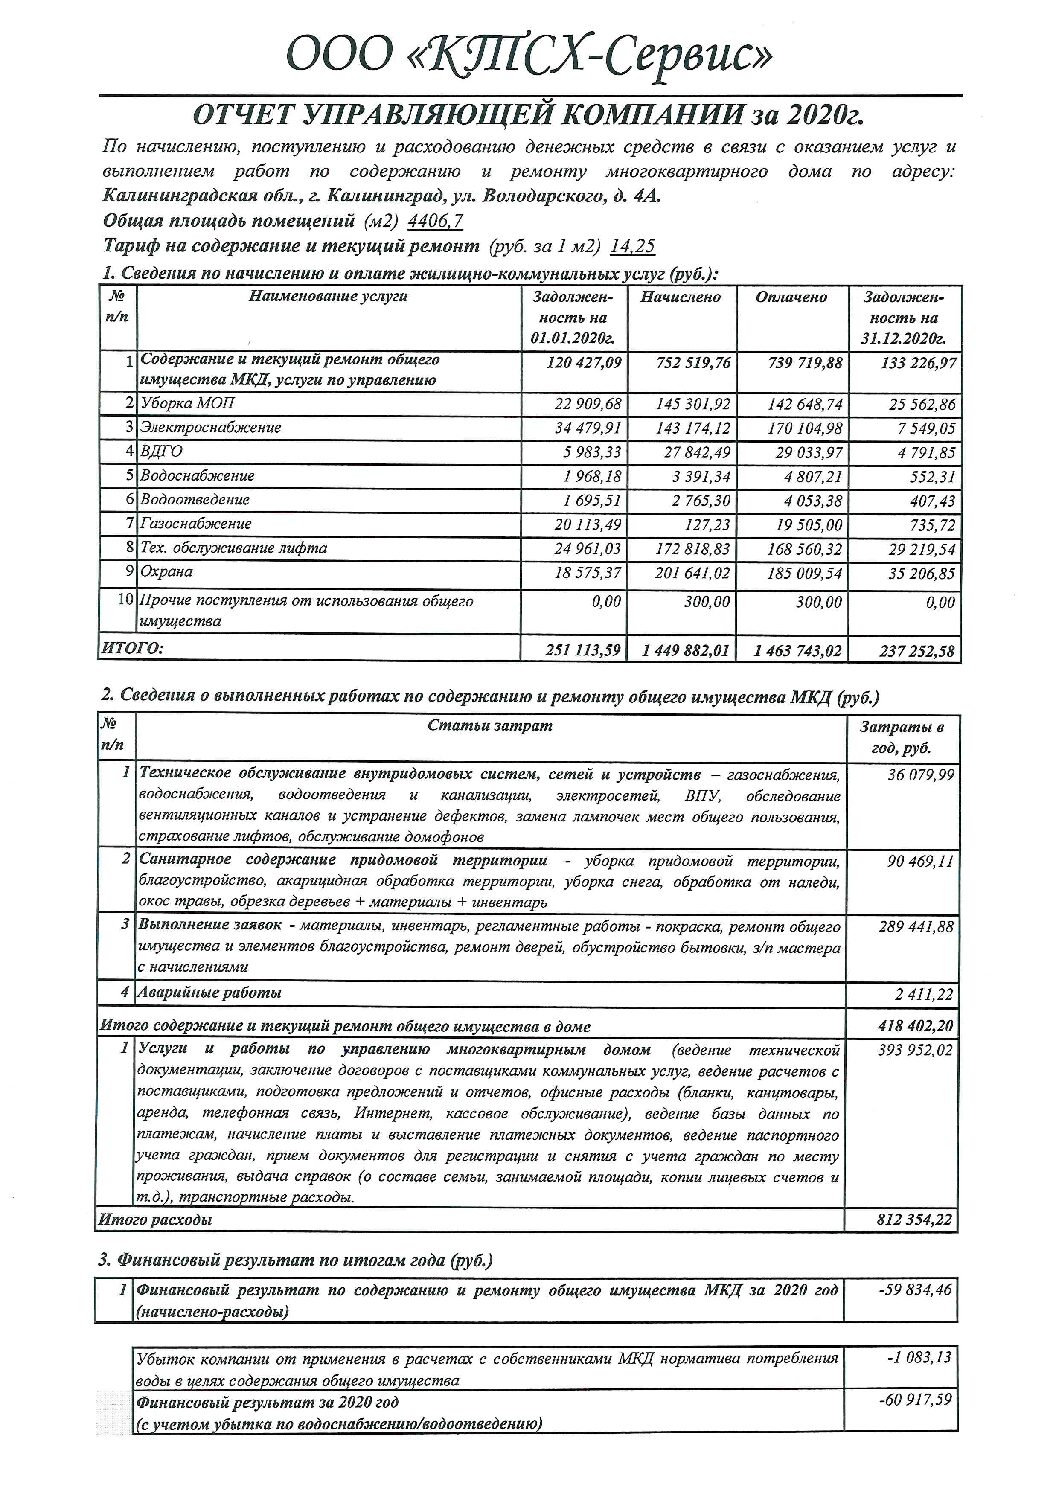 ООО «КТСХ-Сервис»
ОТЧЕТ УПРАВЛЯЮЩЕЙ КОМПАНИИ за 2020г.
По начислению, поступлению и расходованию денежных средств в связи с оказанием услуг и
выполнением работ по содержанию и ремонту многоквартирного дома по адресу:
Калининградская обл., г. Калининград, ул. Володарского, д. 4А.
Общая площадь помещений (м2) 4406,7
Тариф на содержание и текущий ремонт (руб. за 1 м2) 14,25
1. Сведения по начислению и оплате жилищно-коммунальных услуг (руб.):
№ Наименование услуги Задолжен- Начислено Оплачено Задолжен-
п/п ность на ность на
01.01.2020г. 31.12.2020г.
1 Содержание и текущий ремонт общего 120 427,09 752 519,76 739 719,88 133 226,97
имущества МКД, услуги по управлению
2 Уборка МОП 22 909,68 145 301,92 142 648,74 25 562,86
3 Электроснабжение 34 479,91 143 174,12 170 104,98 7 549,05
4 ВДГО 5 983,33 27 842,49 29 033,97 4 791,85
5 Водоснабжение 1 968,18 3 391,34 4 807,21 552,31
6 Водоотведение 1 695,51 2 765,30 4 053,38 407,43
7 Газоснабжение 20 113,49 127,23 19 505,00 735,72
8 Тех. обслуживание лифта 24 961,03 172 818,83 168 560,32 29 219,54
9 Охрана 18 575,37 201 641,02 185 009,54 35 206,85
10 Прочие поступления от использования общего 0,00 300,00 300,00 0,00
имущества
ИТОГО: 251 113,59 1 449 882,01 1 463 743,02 237 252,58
2. Сведения о выполненных работах по содержанию и ремонту общего имущества МКД (руб.)
№ Статьи затрат Затраты в
п/п год, руб.
1 Техническое обслуживание внутридомовых систем, сетей и устройств – газоснабжения, 36 079,99
водоснабжения, водоотведения и канализации, электросетей, ВПУ, обследование
вентиляционных каналов и устранение дефектов, замена лампочек мест общего пользования,
страхование лифтов, обслуживание домофонов
2 Санитарное содержание придомовой территории - уборка придомовой территории, 90 469,11
благоустройство, акарицидная обработка территории, уборка снега, обработка от наледи,
окос травы, обрезка деревьев + материалы + инвентарь
3 Выполнение заявок - материалы, инвентарь, регламентные работы - покраска, ремонт общего 289 441,88
имущества и элементов благоустройства, ремонт дверей, обустройство бытовки, з/п мастера
с начислениями
4 Аварийные работы 2 411,22
Итого содержание и текущий ремонт общего имущества в доме 418 402,20
1 Услуги и работы по управлению многоквартирным домом (ведение технической 393 952,02
документации, заключение договоров с поставщиками коммунальных услуг, ведение расчетов с
поставщиками, подготовка предложений и отчетов, офисные расходы (бланки, канцтовары,
аренда, телефонная связь, Интернет, кассовое обслуживание), ведение базы данных по
платежам, начисление платы и выставление платежных документов, ведение паспортного
учета граждан, прием документов для регистрации и снятия с учета граждан по месту
проживания, выдача справок (о составе семьи, занимаемой площади, копии лицевых счетов и
т.д.), транспортные расходы.
Итого расходы 812 354,22
3. Финансовый результат по итогам года (руб.)
1 Финансовый результат по содержанию и ремонту общего имущества МКД за 2020 год -59 834,46
(начислено-расходы)
Убыток компании от применения в расчетах с собственниками МКД норматива потребления -1 083,13
воды в целях содержания общего имущества
Финансовый результат за 2020 год -60 917,59
(с учетом убытка по водоснабжению/водоотведению)